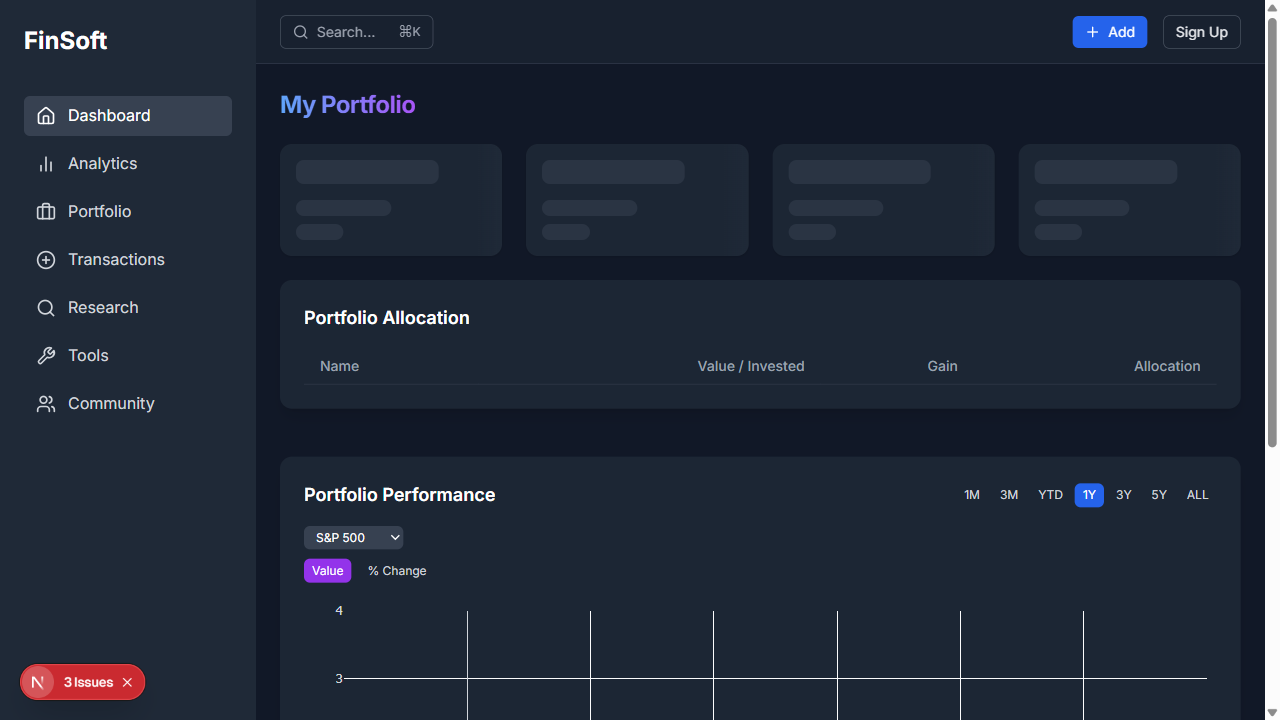 FinSoft
Search...
⌘K
Add
Sign Up
Dashboard
Analytics
Portfolio
Transactions
Research
Tools
Community
My Portfolio
Portfolio Allocation
Name Value / Invested Gain Allocation
Portfolio Performance
1M 3M YTD 1Y 3Y 5Y ALL
S&P 500
Value % Change
4
3
N 3 Issues